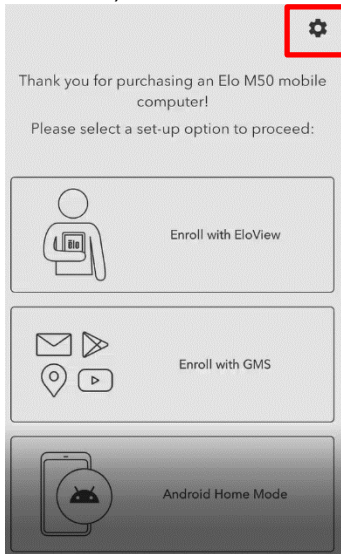 Thank you for purchasing an Elo M50 mobile
computer!
Please select a set-up option to proceed:
elo
Enroll with EloView
Enroll with GMS
Android Home Mode